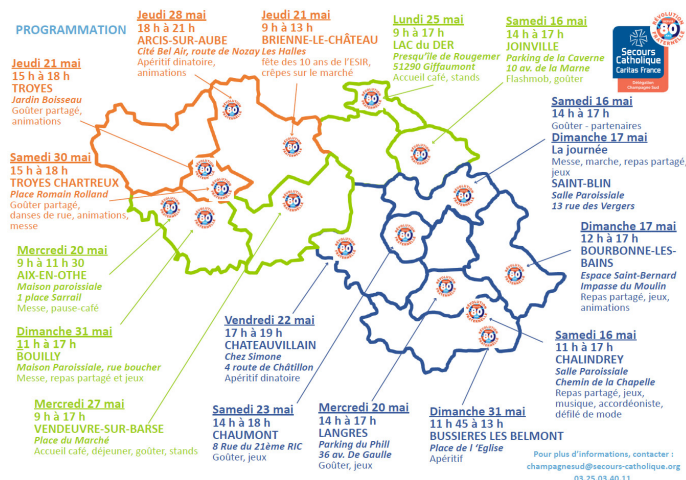 PROGRAMMATION
Jeudi 28 mai
18 h à 21 h
ARCIS-SUR-AUBE
Cité Bel Air, route de Nozay
Apéritif dinatoire,
animations
Jeudi 21 mai
9 h à 13 h
BRIENNE-LE-CHÂTEAU
Les Halles
fête des 10 ans de l'ESIR,
crêpes sur le marché
Lundi 25 mai
9 h à 17 h
LAC du DER
Presqu'île de Rougemer
51290 Giffaumont
Accueil café, stands
Samedi 16 mai
14 h à 17 h
JOINVILLE
Parking de la Caverne
10 av. de la Marne
Flashmob, goûter
RÉVOLUTION
80
FRATERNELLE
Secours
Catholique
Caritas France
Délégation
Champagne Sud
Jeudi 21 mai
15 h à 18 h
TROYES
Jardin Boisseau
Goûter partagé,
animations
Samedi 16 mai
14 h à 17 h
Goûter - partenaires
Dimanche 17 mai
La journée
Messe, marche, repas partagé,
jeux
SAINT-BLIN
Salle Paroissiale
13 rue des Vergers
Samedi 30 mai
15 h à 18 h
TROYES CHARTREUX
Place Romain Rolland
Goûter partagé,
danses de rue, animations,
messe
Dimanche 17 mai
12 h à 17 h
BOURBONNE-LES-
BAINS
Espace Saint-Bernard
Impasse du Moulin
Repas partagé, jeux,
animations
Mercredi 20 mai
9 h à 11 h 30
AIX-EN-OTHE
Maison paroissiale
1 place Sarrail
Messe, pause-café
Dimanche 31 mai
11 h à 17 h
BOUILLY
Maison Paroissiale, rue boucher
Messe, repas partagé et jeux
Vendredi 22 mai
17 h à 19 h
CHATEAUVILLAIN
Chez Simone
4 route de Châtillon
Apéritif dinatoire
Samedi 16 mai
11 h à 17 h
CHALINDREY
Salle Paroissiale
Chemin de la Chapelle
Repas partagé, jeux,
musique, accordéoniste,
défilé de mode
Mercredi 27 mai
9 h à 17 h
VENDEUVRE-SUR-BARSE
Place du Marché
Accueil café, déjeuner, goûter, stands
Samedi 23 mai
14 h à 18 h
CHAUMONT
8 Rue du 21ème RIC
Goûter, jeux
Mercredi 20 mai
14 h à 17 h
LANGRES
Parking du Phill
36 av. De Gaulle
Goûter, jeux
Dimanche 31 mai
11 h 45 à 13 h
BUSSIERES LES BELMONT
Place de l 'Eglise
Apéritif
Pour plus d'informations, contacter :
champagnesud@secours-catholique.org
03 25 03 40 11